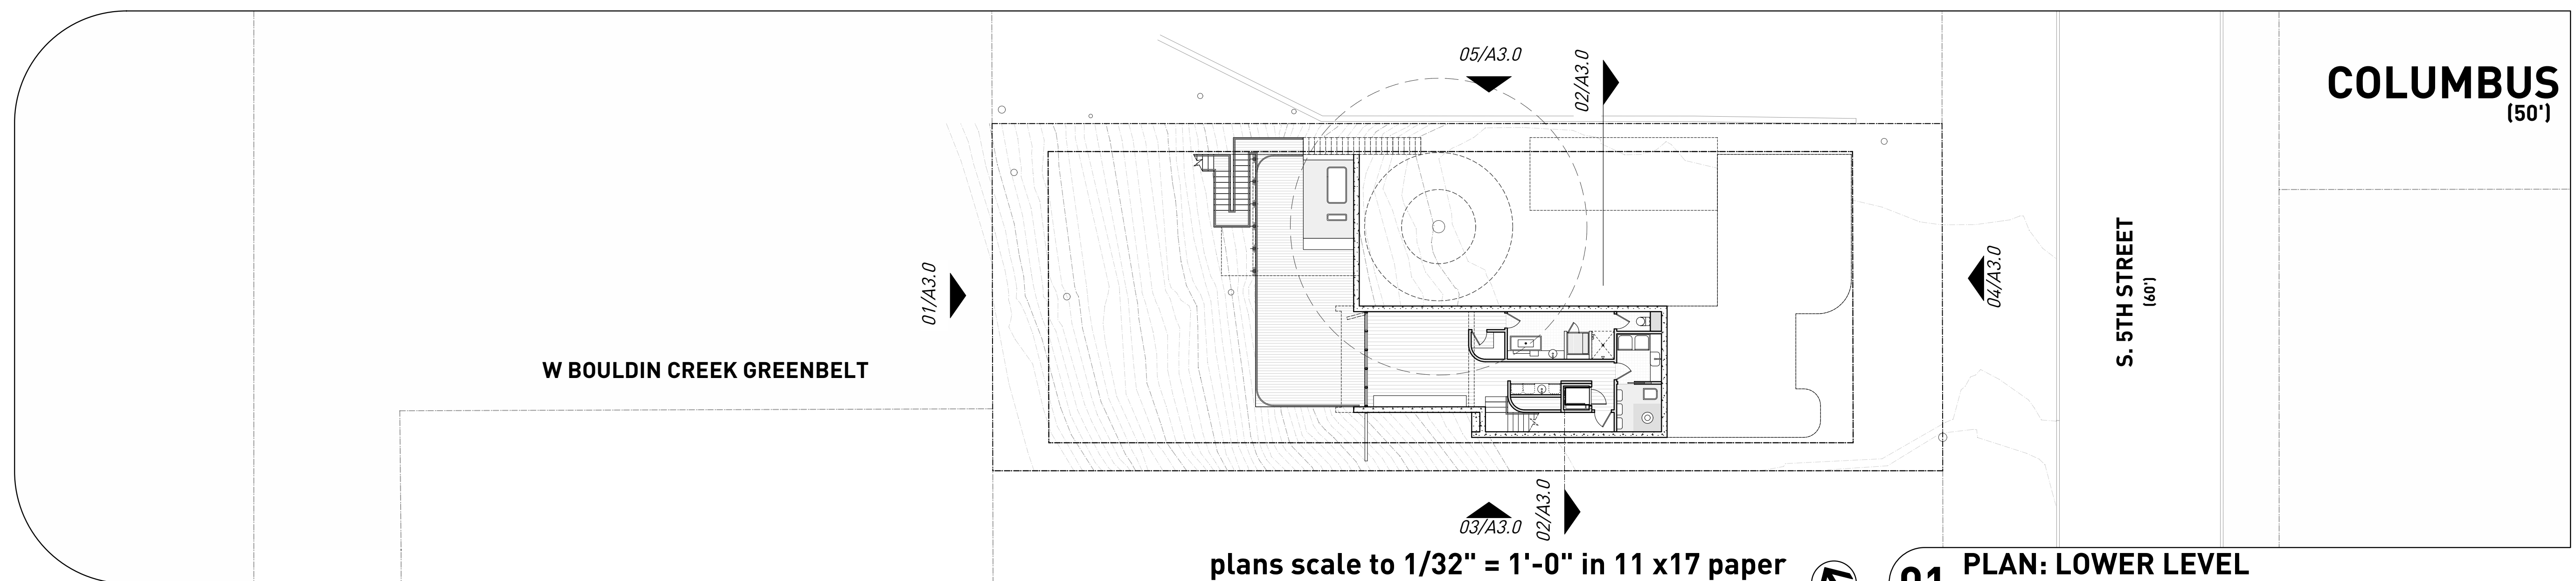 05/A3.0
02/A3.0
COLUMBUS
(50')
01/A3.0
04/A3.0
S. 5TH STREET
(60')
W BOULDIN CREEK GREENBELT
03/A3.0
02/A3.0
plans scale to 1/32" = 1'-0" in 11 x17 paper
01
PLAN: LOWER LEVEL